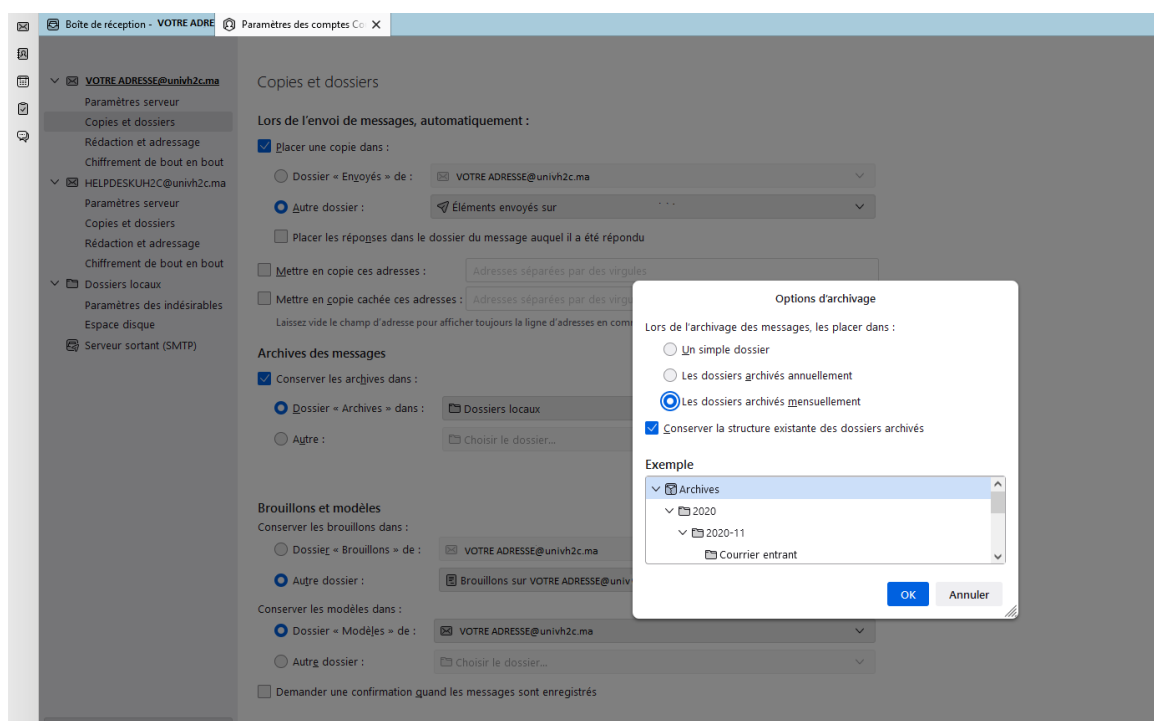 Boîte de réception - VOTRE ADRE
Paramètres des comptes Co
VOTRE ADRESSE@univh2c.ma
Paramètres serveur
Copies et dossiers
Rédaction et adressage
Chiffrement de bout en bout
HELPDESKUH2C@univh2c.ma
Paramètres serveur
Copies et dossiers
Rédaction et adressage
Chiffrement de bout en bout
Dossiers locaux
Paramètres des indésirables
Espace disque
Serveur sortant (SMTP)
Copies et dossiers
Lors de l'envoi de messages, automatiquement :
Placer une copie dans :
Dossier « Envoyés » de : VOTRE ADRESSE@univh2c.ma
Autre dossier : Éléments envoyés sur
Placer les réponses dans le dossier du message auquel il a été répondu
Mettre en copie ces adresses : Adresses séparées par des virgules
Mettre en copie cachée ces adresses : Adresses séparées par des virgu
Laissez vide le champ d'adresse pour afficher toujours la ligne d'adresses en com
Archives des messages
Conserver les archives dans :
Dossier « Archives » dans : Dossiers locaux
Autre : Choisir le dossier...
Brouillons et modèles
Conserver les brouillons dans :
Dossier « Brouillons » de : VOTRE ADRESSE@univh2c.ma
Autre dossier : Brouillons sur VOTRE ADRESSE@univ
Conserver les modèles dans :
Dossier « Modèles » de : VOTRE ADRESSE@univh2c.ma
Autre dossier : Choisir le dossier...
Demander une confirmation quand les messages sont enregistrés
Options d'archivage
Lors de l'archivage des messages, les placer dans :
Un simple dossier
Les dossiers archivés annuellement
Les dossiers archivés mensuellement
Conserver la structure existante des dossiers archivés
Exemple
Archives
2020
2020-11
Courrier entrant
OK Annuler